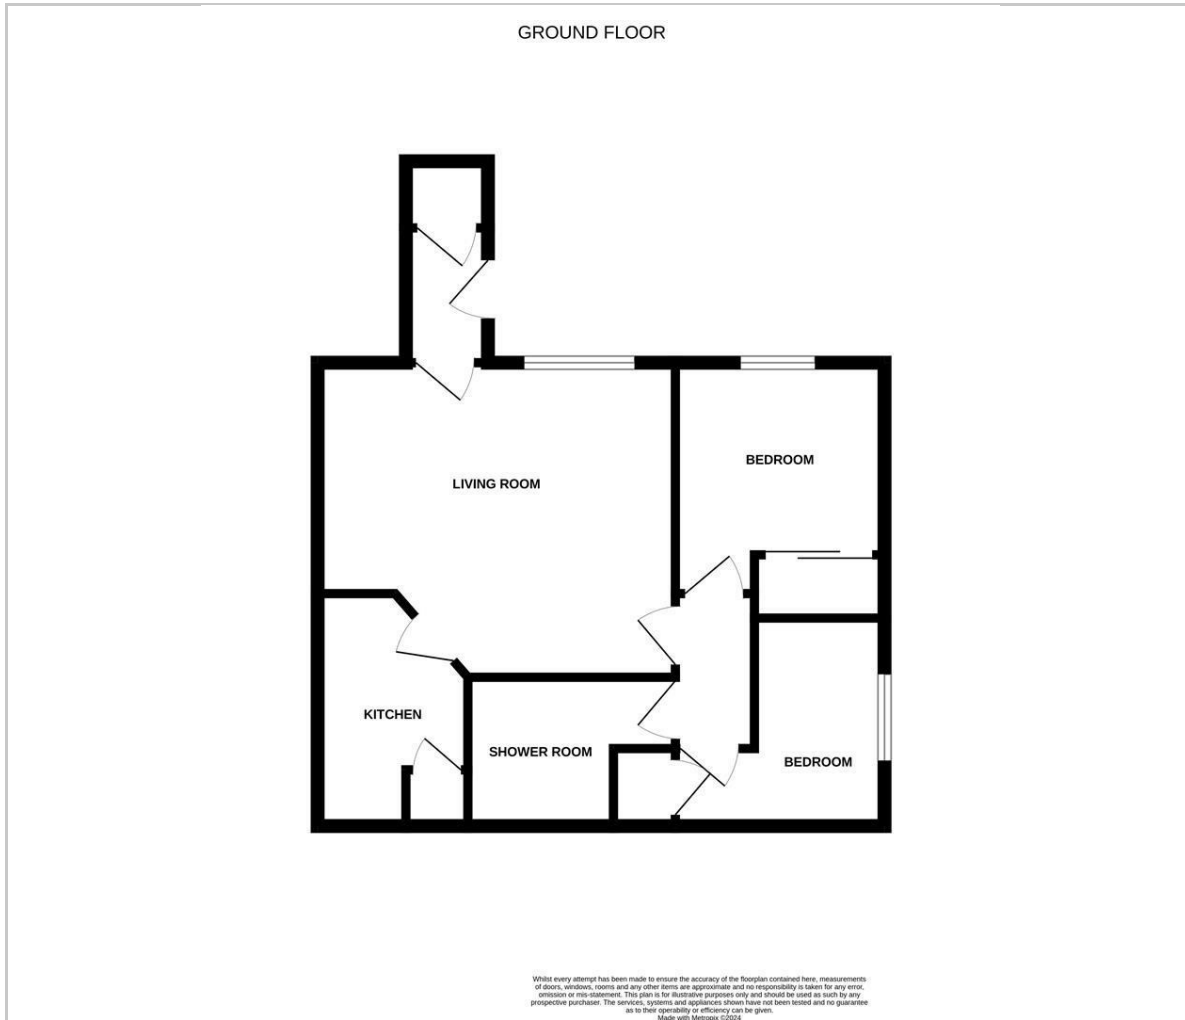 GROUND FLOOR
BEDROOM
LIVING ROOM
KITCHEN
SHOWER ROOM
BEDROOM
Whilst every attempt has been made to ensure the accuracy of the floorplan contained here, measurements
of doors, windows, rooms and any other items are approximate and no responsibility is taken for any error,
omission or mis-statement. This plan is for illustrative purposes only and should be used as such by any
prospective purchaser. The services, systems and appliances shown have not been tested and no guarantee
as to their operability or efficiency can be given.
Made with Metropix ©2024